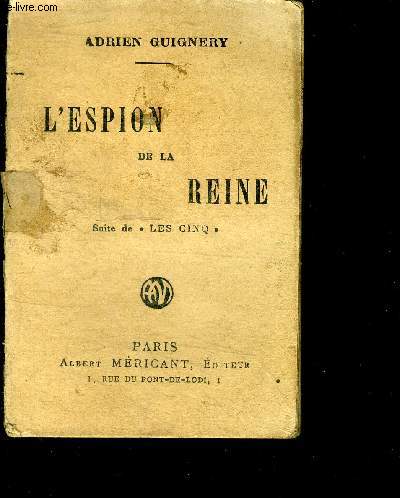 e-livre.com
ADRIEN GUIGNERY
L'ESPION
DE LA
REINE
Suite de « LES CINQ »
PARIS
ALBERT MÉRICANT, ÉDITEUR
1, RUE DU PONT-DE-LODI, 1